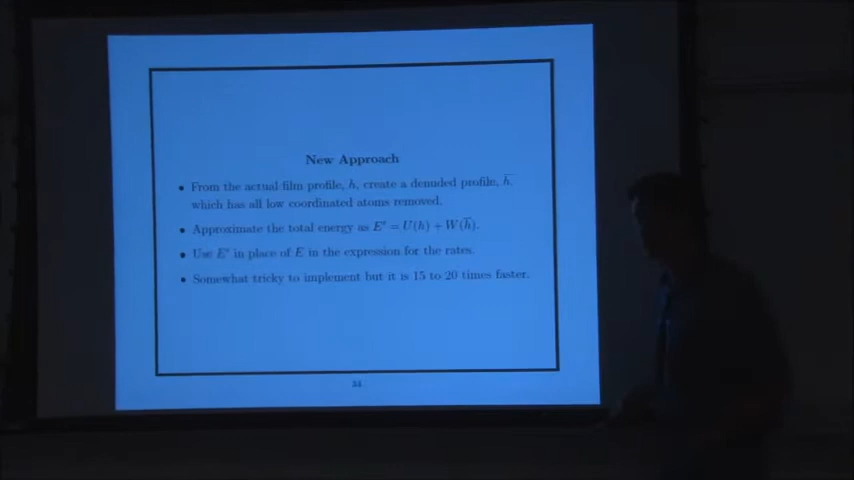 New Approach
• From the actual film profile, h, create a denuded profile, h̅,
which has all low coordinated atoms removed.
• Approximate the total energy as E' = U(h) + W(h̅).
• Use E' in place of E in the expression for the rates.
• Somewhat tricky to implement but it is 15 to 20 times faster.
34